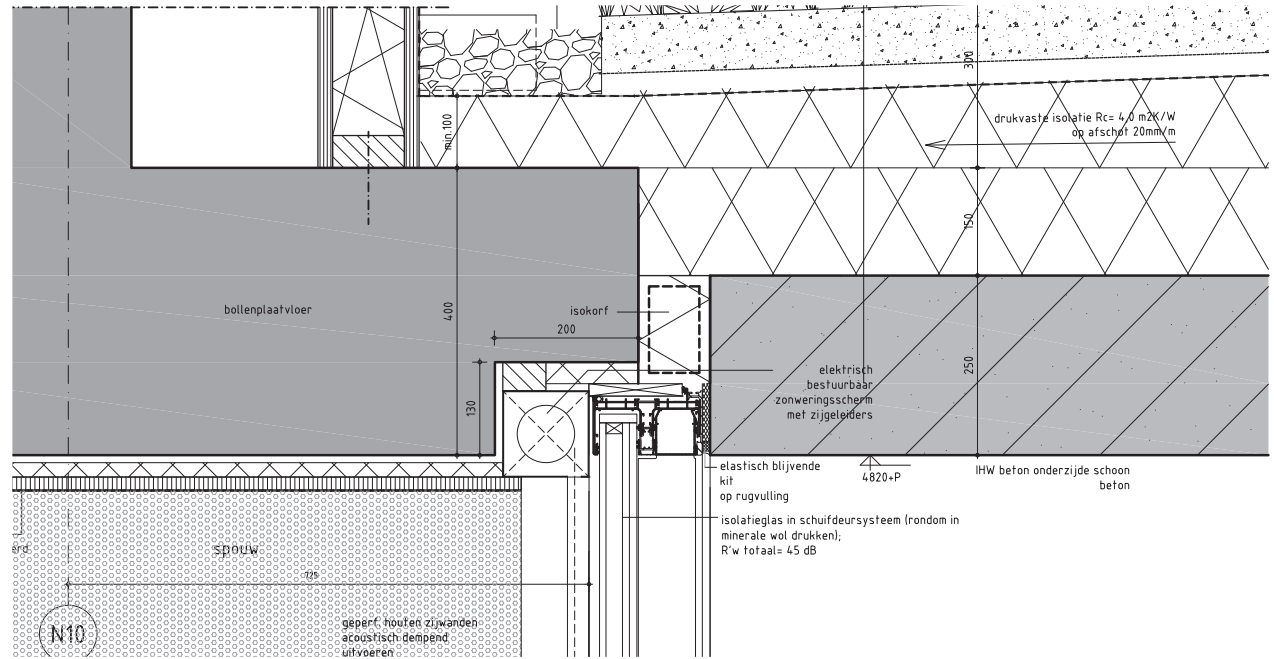 300
drukvaste isolatie Rc= 4,0 m2K/W
op afschot 20mm/m
min.100
150
bollenplaatvloer
400
isokorf
200
250
elektrisch
bestuurbaar
zonweringsscherm
met zijgeleiders
130
elastisch blijvende
kit
op rugvulling
4820+P
IHW beton onderzijde schoon
beton
isolatieglas in schuifdeursysteem (rondom in
minerale wol drukken);
R'w totaal= 45 dB
erd
spouw
725
N10
geperf. houten zijwanden
acoustisch dempend
uitvoeren